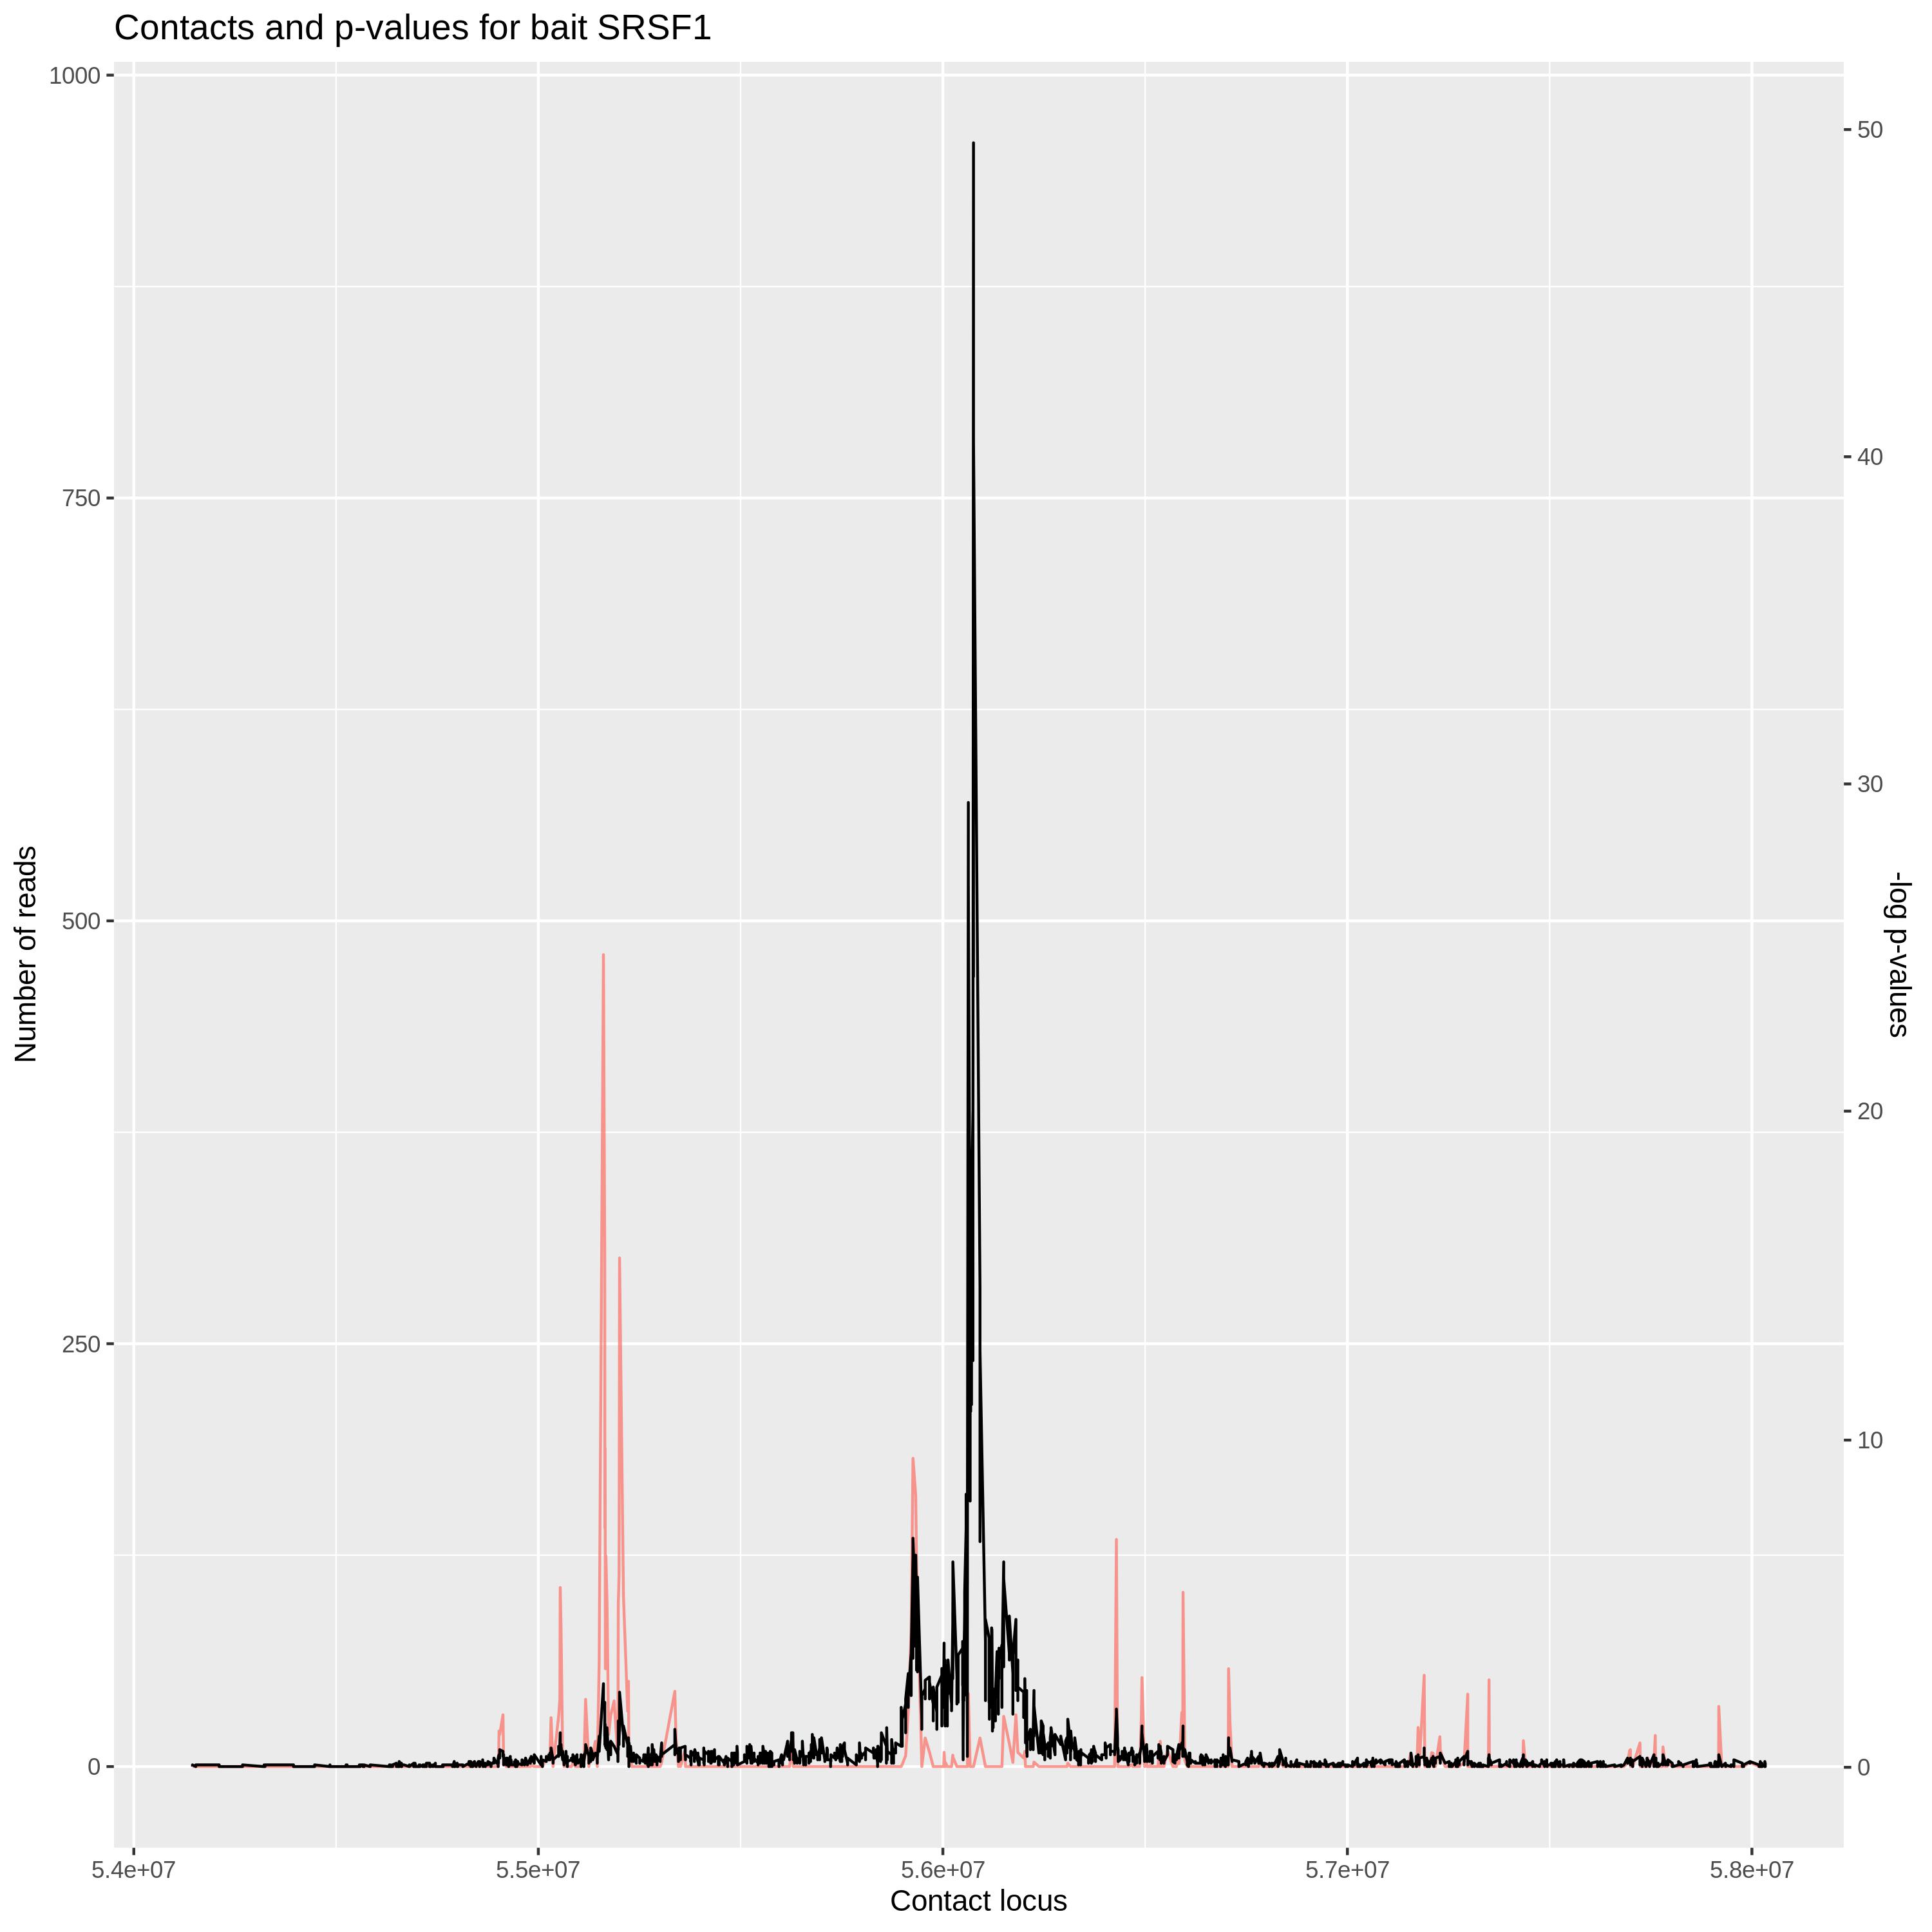 Contacts and p-values for bait SRSF1
1000
750
500
250
0
Number of reads
50
40
30
20
10
0
-log p-values
5.4e+07
5.5e+07
5.6e+07
5.7e+07
5.8e+07
Contact locus